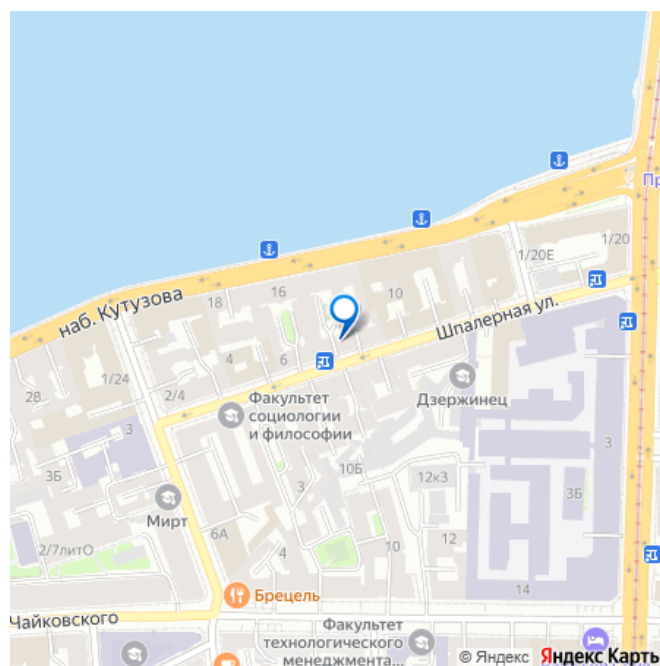 Пр
1/20
1/20Е
наб. Кутузова
16
18
10
Шпалерная ул.
4
6
28
1/24
2/4
Факультет
социологии
и философии
Дзержинец
3
3
3Б
10Б
12к3
3
3Б
Мирт
6А
2/7литО
4
10
12
14
Брецель
Чайковского
Факультет
технологического
менеджмента...
© Яндекс Яндекс Карть